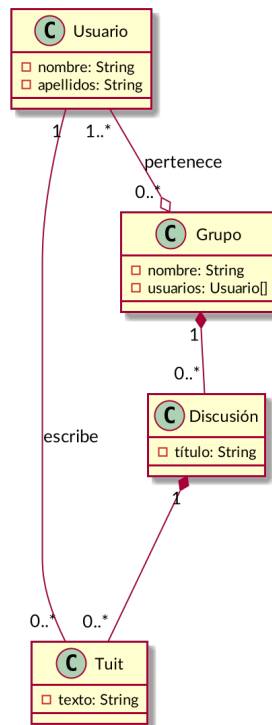 C Usuario
nombre: String
apellidos: String
1
1..*
pertenece
0..*
C Grupo
nombre: String
usuarios: Usuario[]
1
0..*
C Discusión
título: String
escribe
1
0..*
0..*
C Tuit
texto: String